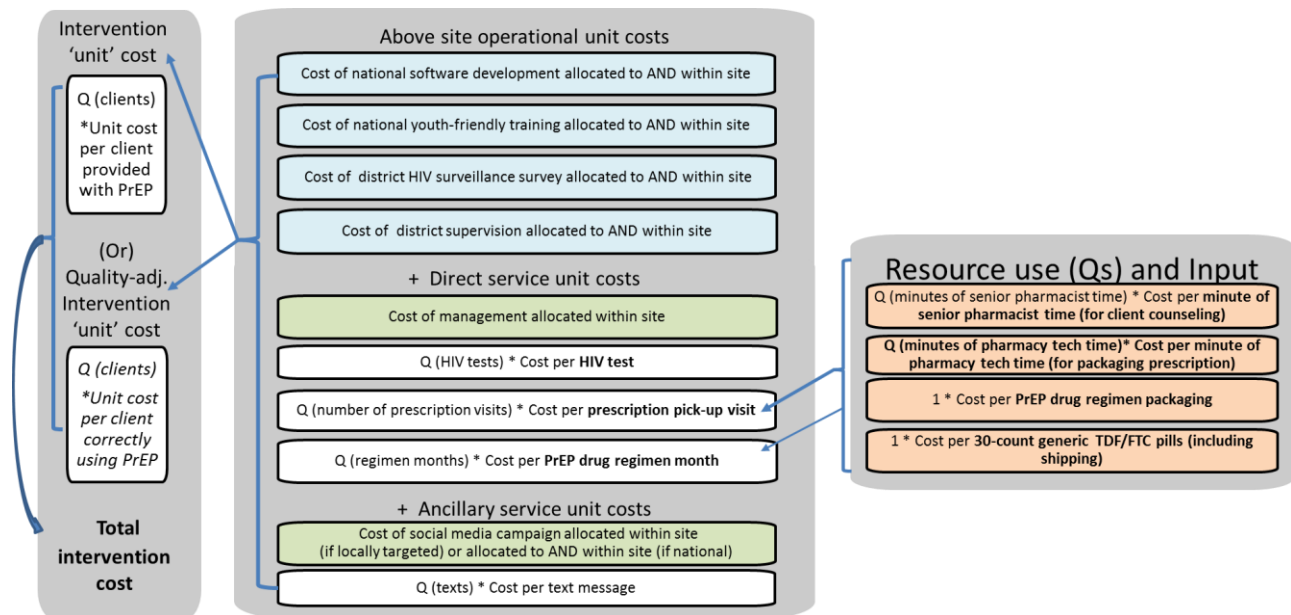 Intervention
‘unit’ cost
Q (clients)
*Unit cost
per client
provided
with PrEP
(Or)
Quality-adj.
Intervention
‘unit’ cost
Q (clients)
*Unit cost
per client
correctly
using PrEP
Total
intervention
cost
Above site operational unit costs
Cost of national software development allocated to AND within site
Cost of national youth-friendly training allocated to AND within site
Cost of  district HIV surveillance survey allocated to AND within site
Cost of  district supervision allocated to AND within site
+  Direct service unit costs
Cost of management allocated within site
Q (HIV tests) * Cost per HIV test
Q (number of prescription visits) * Cost per prescription pick-up visit
Q (regimen months) * Cost per PrEP drug regimen month
+  Ancillary service unit costs
Cost of social media campaign allocated within site
(if locally targeted) or allocated to AND within site (if national)
Q (texts) * Cost per text message
Resource use (Qs) and Input
Q (minutes of senior pharmacist time) * Cost per minute of
senior pharmacist time (for client counseling)
Q (minutes of pharmacy tech time)* Cost per minute of
pharmacy tech time (for packaging prescription)
1 * Cost per PrEP drug regimen packaging
1 * Cost per 30-count generic TDF/FTC pills (including
shipping)